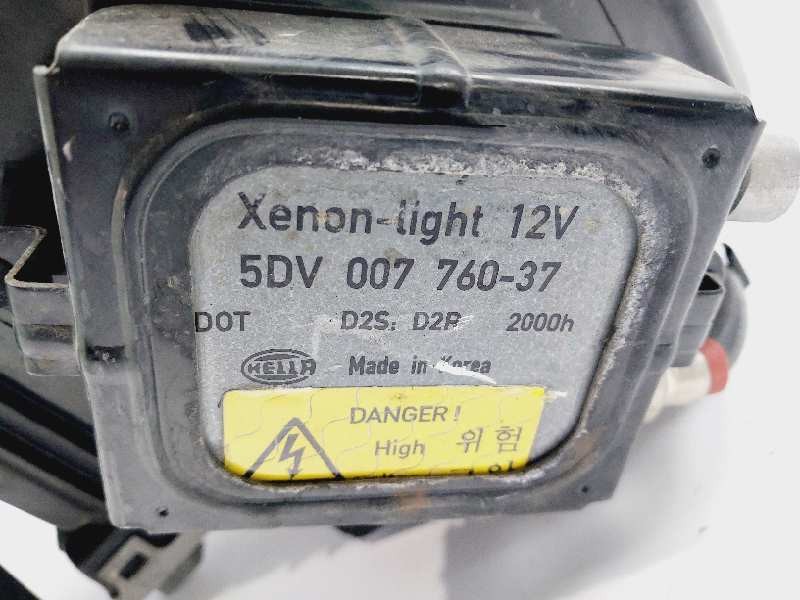 Xenon-light 12V
5DV 007 760-37
DOT D2S; D2R 2000h
HELLA Made in Korea
DANGER!
High 위험